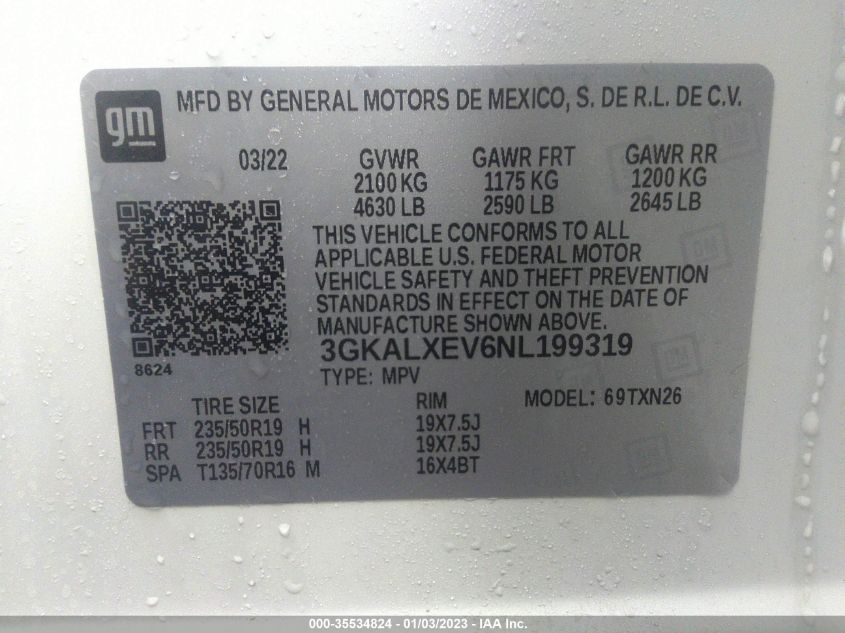 gm
MFD BY GENERAL MOTORS DE MEXICO, S. DE R.L. DE C.V.
03/22 GVWR GAWR FRT GAWR RR
2100 KG 1175 KG 1200 KG
4630 LB 2590 LB 2645 LB
THIS VEHICLE CONFORMS TO ALL
APPLICABLE U.S. FEDERAL MOTOR
VEHICLE SAFETY AND THEFT PREVENTION
STANDARDS IN EFFECT ON THE DATE OF
MANUFACTURE SHOWN ABOVE.
3GKALXEV6NL199319
8624
TYPE: MPV
TIRE SIZE RIM MODEL: 69TXN26
FRT 235/50R19 H 19X7.5J
RR 235/50R19 H 19X7.5J
SPA T135/70R16 M 16X4BT
000-35534824 - 01/03/2023 - IAA Inc.